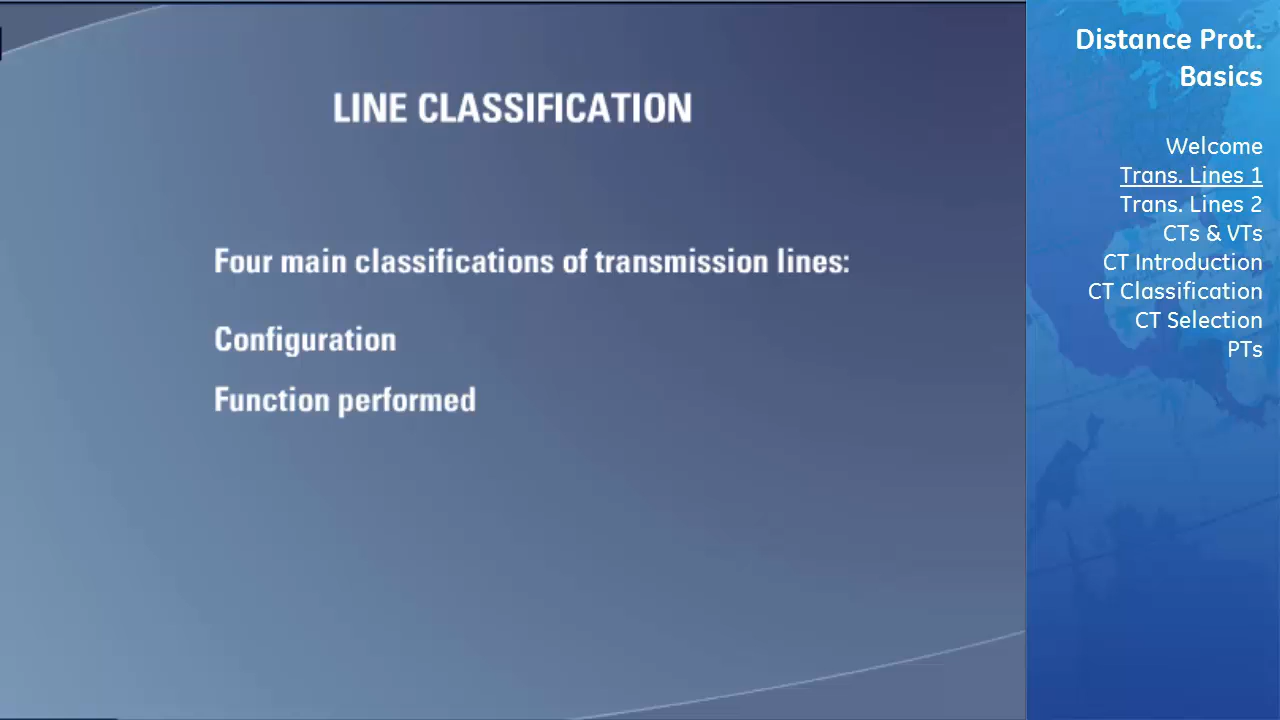 LINE CLASSIFICATION
Four main classifications of transmission lines:
Configuration
Function performed
Distance Prot.
Basics
Welcome
Trans. Lines 1
Trans. Lines 2
CTs & VTs
CT Introduction
CT Classification
CT Selection
PTs